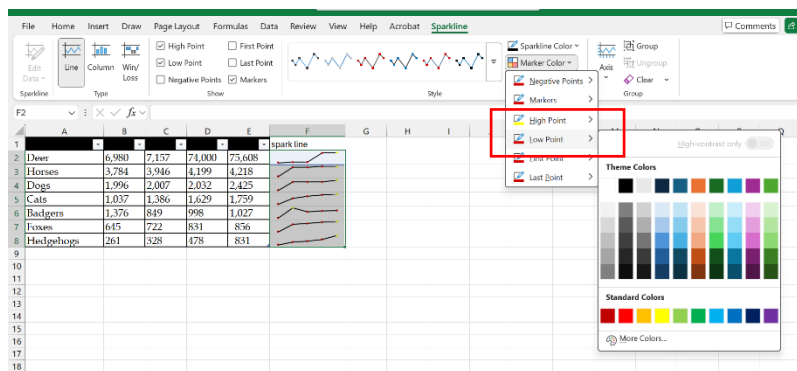 File Home Insert Draw Page Layout Formulas Data Review View Help Acrobat Sparkline Comments
High Point First Point Sparkline Color Group
Low Point Last Point Marker Color Ungroup
Edit Data Line Column Win/Loss Negative Points Markers Axis Clear
Sparkline Type Show Style Group
Negative Points
Markers
High Point
Low Point
First Point
Last Point
F2 fx
A B C D E F G H I
1 spark line
2 Deer 6,980 7,157 74,000 75,608
3 Horses 3,784 3,946 4,199 4,218
4 Dogs 1,996 2,007 2,032 2,425
5 Cats 1,037 1,386 1,629 1,759
6 Badgers 1,376 849 998 1,027
7 Foxes 645 722 831 856
8 Hedgehogs 261 328 478 831
9
10
11
12
13
14
15
16
17
18
High-contrast only Off
Theme Colors
Standard Colors
More Colors...